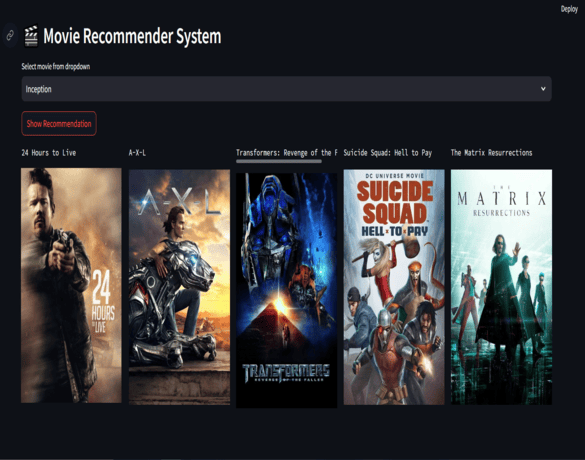 Deploy
Movie Recommender System
Select movie from dropdown
Inception
Show Recommendation
24 Hours to Live
A-X-L
Transformers: Revenge of the F
Suicide Squad: Hell to Pay
The Matrix Resurrections
24
HOURS
TO LIVE
A-X-L
TRANSFORMERS
REVENGE OF THE FALLEN
DC UNIVERSE MOVIE
SUICIDE
SQUAD
HELL TO PAY
THE
MATRIX
RESURRECTIONS